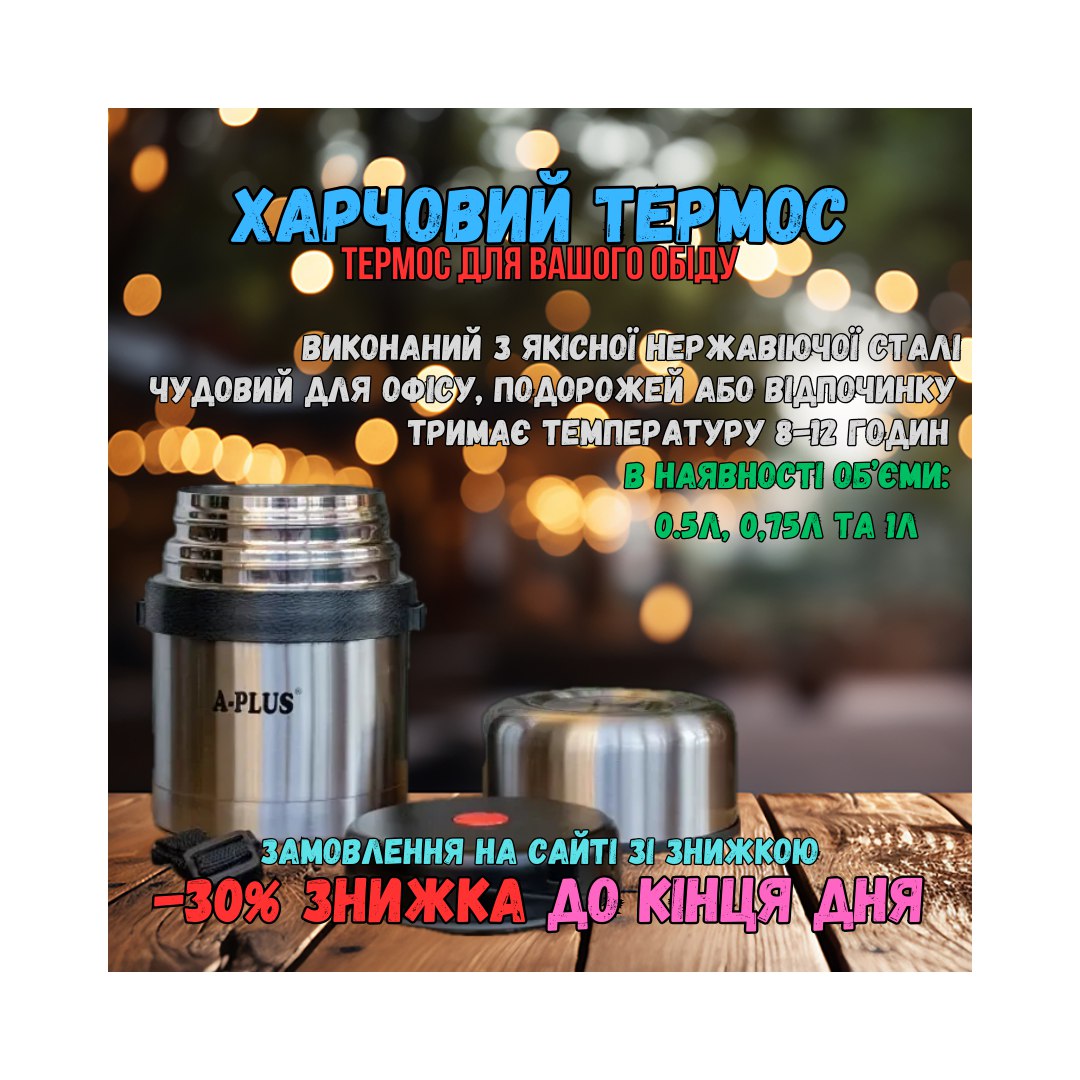 ХАРЧОВИЙ ТЕРМОС
ТЕРМОС ДЛЯ ВАШОГО ОБІДУ
ВИКОНАНИЙ З ЯКІСНОЇ НЕРЖАВІЮЧОЇ СТАЛІ
ЧУДОВИЙ ДЛЯ ОФІСУ, ПОДОРОЖЕЙ АБО ВІДПОЧИНКУ
ТРИМАЄ ТЕМПЕРАТУРУ 8-12 ГОДИН
В НАЯВНОСТІ ОБ'ЄМИ:
0.5Л, 0,75Л ТА 1Л
A-PLUS®
ЗАМОВЛЕННЯ НА САЙТІ ЗІ ЗНИЖКОЮ
-30% ЗНИЖКА ДО КІНЦЯ ДНЯ